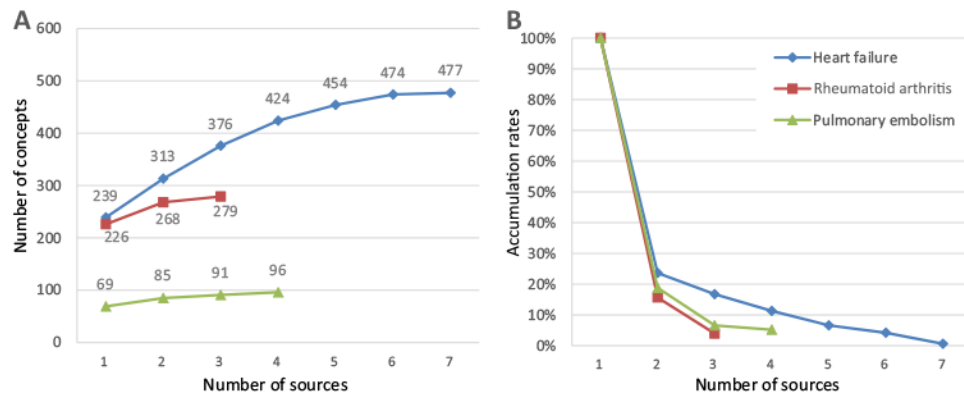 A
600
500
400
300
200
100
0
Number of concepts
239
313
376
424
454
474
477
226
268
279
69
85
91
96
1 2 3 4 5 6 7
Number of sources
B
100%
90%
80%
70%
60%
50%
40%
30%
20%
10%
0%
Accumulation rates
Heart failure
Rheumatoid arthritis
Pulmonary embolism
1 2 3 4 5 6 7
Number of sources